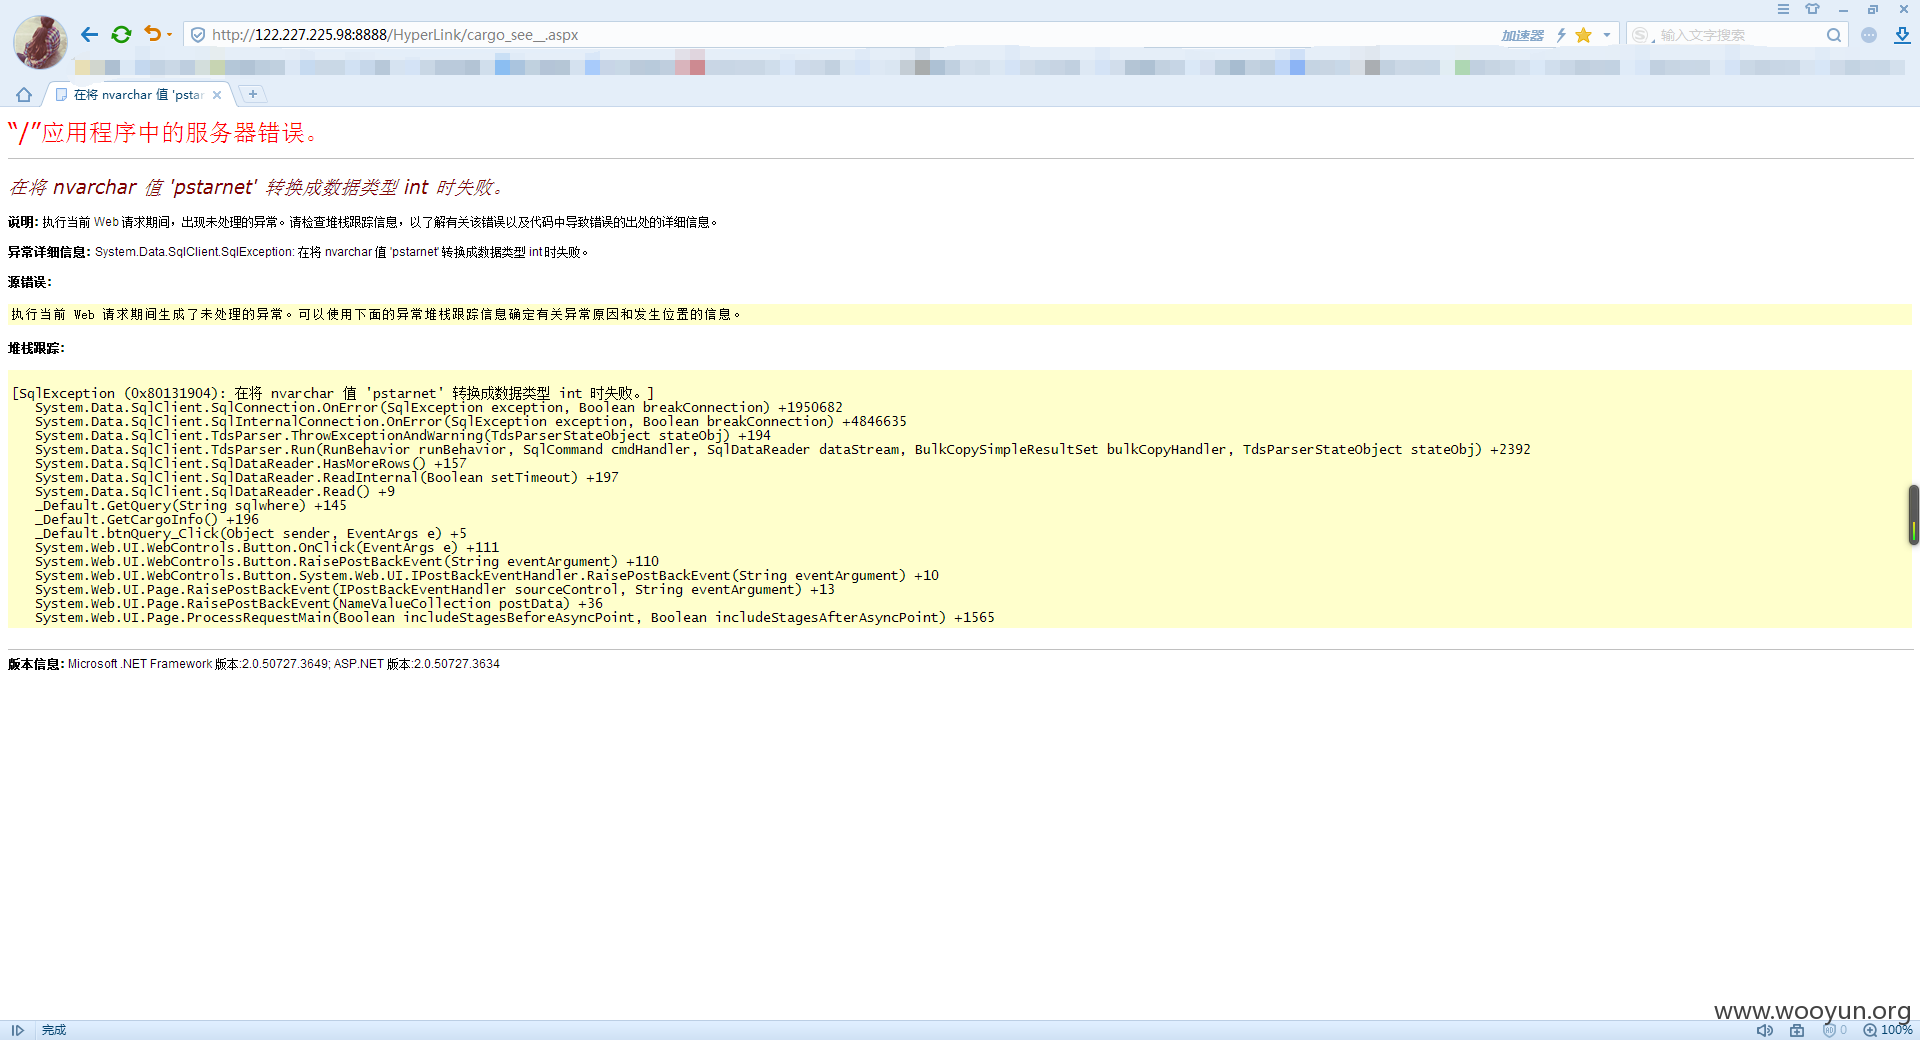 http://122.227.225.98:8888/HyperLink/cargo_see__.aspx
加速器
输入文字搜索
在将 nvarchar 值 'pstar
“/”应用程序中的服务器错误。
在将 nvarchar 值 'pstarnet' 转换成数据类型 int 时失败。
说明: 执行当前 Web 请求期间，出现未处理的异常。请检查堆栈跟踪信息，以了解有关该错误以及代码中导致错误的出处的详细信息。
异常详细信息: System.Data.SqlClient.SqlException: 在将 nvarchar 值 'pstarnet' 转换成数据类型 int 时失败。
源错误:
执行当前 Web 请求期间生成了未处理的异常。可以使用下面的异常堆栈跟踪信息确定有关异常原因和发生位置的信息。
堆栈跟踪:
[SqlException (0x80131904): 在将 nvarchar 值 'pstarnet' 转换成数据类型 int 时失败。]
System.Data.SqlClient.SqlConnection.OnError(SqlException exception, Boolean breakConnection) +1950682
System.Data.SqlClient.SqlInternalConnection.OnError(SqlException exception, Boolean breakConnection) +4846635
System.Data.SqlClient.TdsParser.ThrowExceptionAndWarning(TdsParserStateObject stateObj) +194
System.Data.SqlClient.TdsParser.Run(RunBehavior runBehavior, SqlCommand cmdHandler, SqlDataReader dataStream, BulkCopySimpleResultSet bulkCopyHandler, TdsParserStateObject stateObj) +2392
System.Data.SqlClient.SqlDataReader.HasMoreRows() +157
System.Data.SqlClient.SqlDataReader.ReadInternal(Boolean setTimeout) +197
System.Data.SqlClient.SqlDataReader.Read() +9
_Default.GetQuery(String sqlwhere) +145
_Default.GetCargoInfo() +196
_Default.btnQuery_Click(Object sender, EventArgs e) +5
System.Web.UI.WebControls.Button.OnClick(EventArgs e) +111
System.Web.UI.WebControls.Button.RaisePostBackEvent(String eventArgument) +110
System.Web.UI.WebControls.Button.System.Web.UI.IPostBackEventHandler.RaisePostBackEvent(String eventArgument) +10
System.Web.UI.Page.RaisePostBackEvent(IPostBackEventHandler sourceControl, String eventArgument) +13
System.Web.UI.Page.RaisePostBackEvent(NameValueCollection postData) +36
System.Web.UI.Page.ProcessRequestMain(Boolean includeStagesBeforeAsyncPoint, Boolean includeStagesAfterAsyncPoint) +1565
版本信息: Microsoft .NET Framework 版本:2.0.50727.3649; ASP.NET 版本:2.0.50727.3634
www.wooyun.org
完成
0
100%